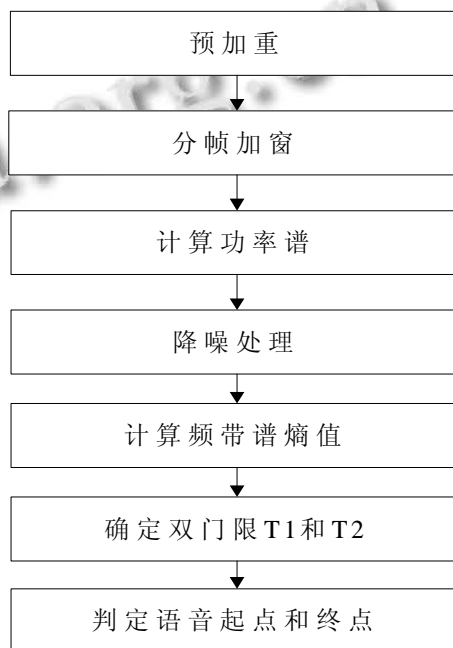 预加重
分帧加窗
计算功率谱
降噪处理
计算频带谱熵值
确定双门限T1和T2
判定语音起点和终点